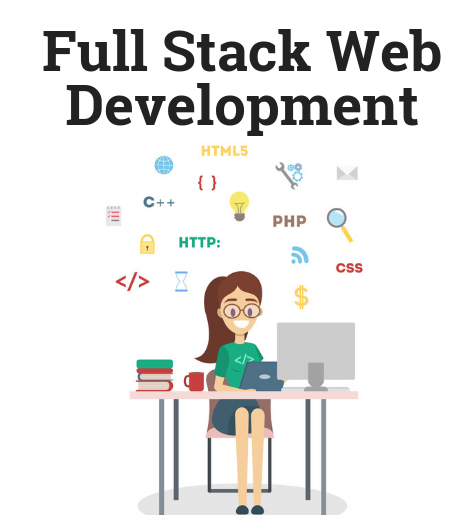 Full Stack Web
Development
HTML5
{ }
C++
PHP
HTTP:
CSS
</>
$
</>